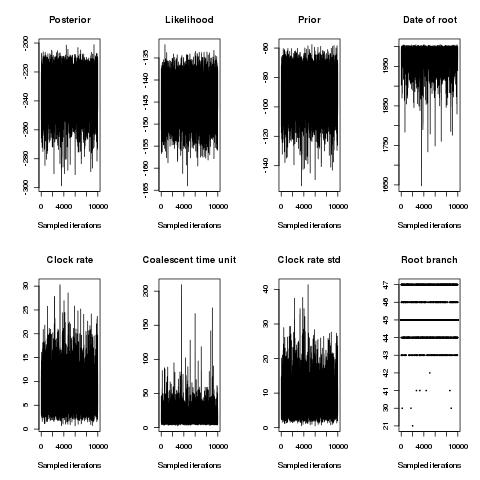 Posterior
Likelihood
Prior
Date of root
-200
-220
-240
-260
-280
-300
0 4000 10000
Sampled iterations
-135
-140
-145
-150
-155
-160
-165
0 4000 10000
Sampled iterations
-60
-80
-100
-120
-140
0 4000 10000
Sampled iterations
1950
1850
1750
1650
0 4000 10000
Sampled iterations
Clock rate
Coalescent time unit
Clock rate std
Root branch
30
25
20
15
10
5
0
0 4000 10000
Sampled iterations
200
150
100
50
0
0 4000 10000
Sampled iterations
40
30
20
10
0
0 4000 10000
Sampled iterations
47
46
45
44
43
42
41
30
21
0 4000 10000
Sampled iterations